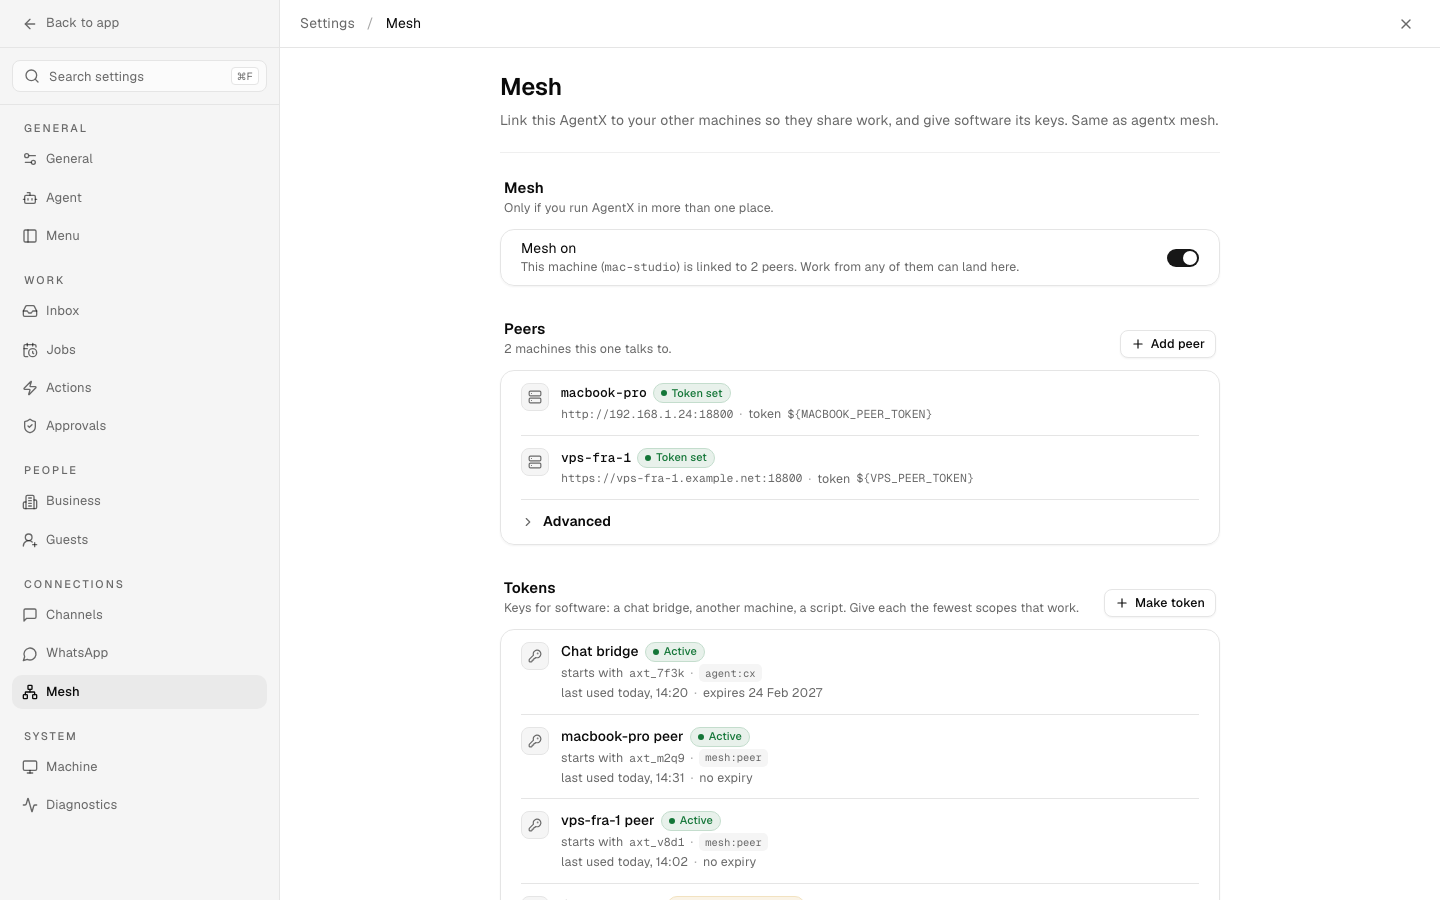 Back to app
Settings / Mesh
Search settings ⌘F
GENERAL
General
Agent
Menu
WORK
Inbox
Jobs
Actions
Approvals
PEOPLE
Business
Guests
CONNECTIONS
Channels
WhatsApp
Mesh
SYSTEM
Machine
Diagnostics
Mesh
Link this AgentX to your other machines so they share work, and give software its keys. Same as agentx mesh.
Mesh
Only if you run AgentX in more than one place.
Mesh on
This machine (mac-studio) is linked to 2 peers. Work from any of them can land here.
Peers
2 machines this one talks to.
Add peer
macbook-pro Token set
http://192.168.1.24:18800 · token ${MACBOOK_PEER_TOKEN}
vps-fra-1 Token set
https://vps-fra-1.example.net:18800 · token ${VPS_PEER_TOKEN}
Advanced
Tokens
Keys for software: a chat bridge, another machine, a script. Give each the fewest scopes that work.
Make token
Chat bridge Active
starts with axt_7f3k · agent:cx
last used today, 14:20 · expires 24 Feb 2027
macbook-pro peer Active
starts with axt_m2q9 · mesh:peer
last used today, 14:31 · no expiry
vps-fra-1 peer Active
starts with axt_v8d1 · mesh:peer
last used today, 14:02 · no expiry